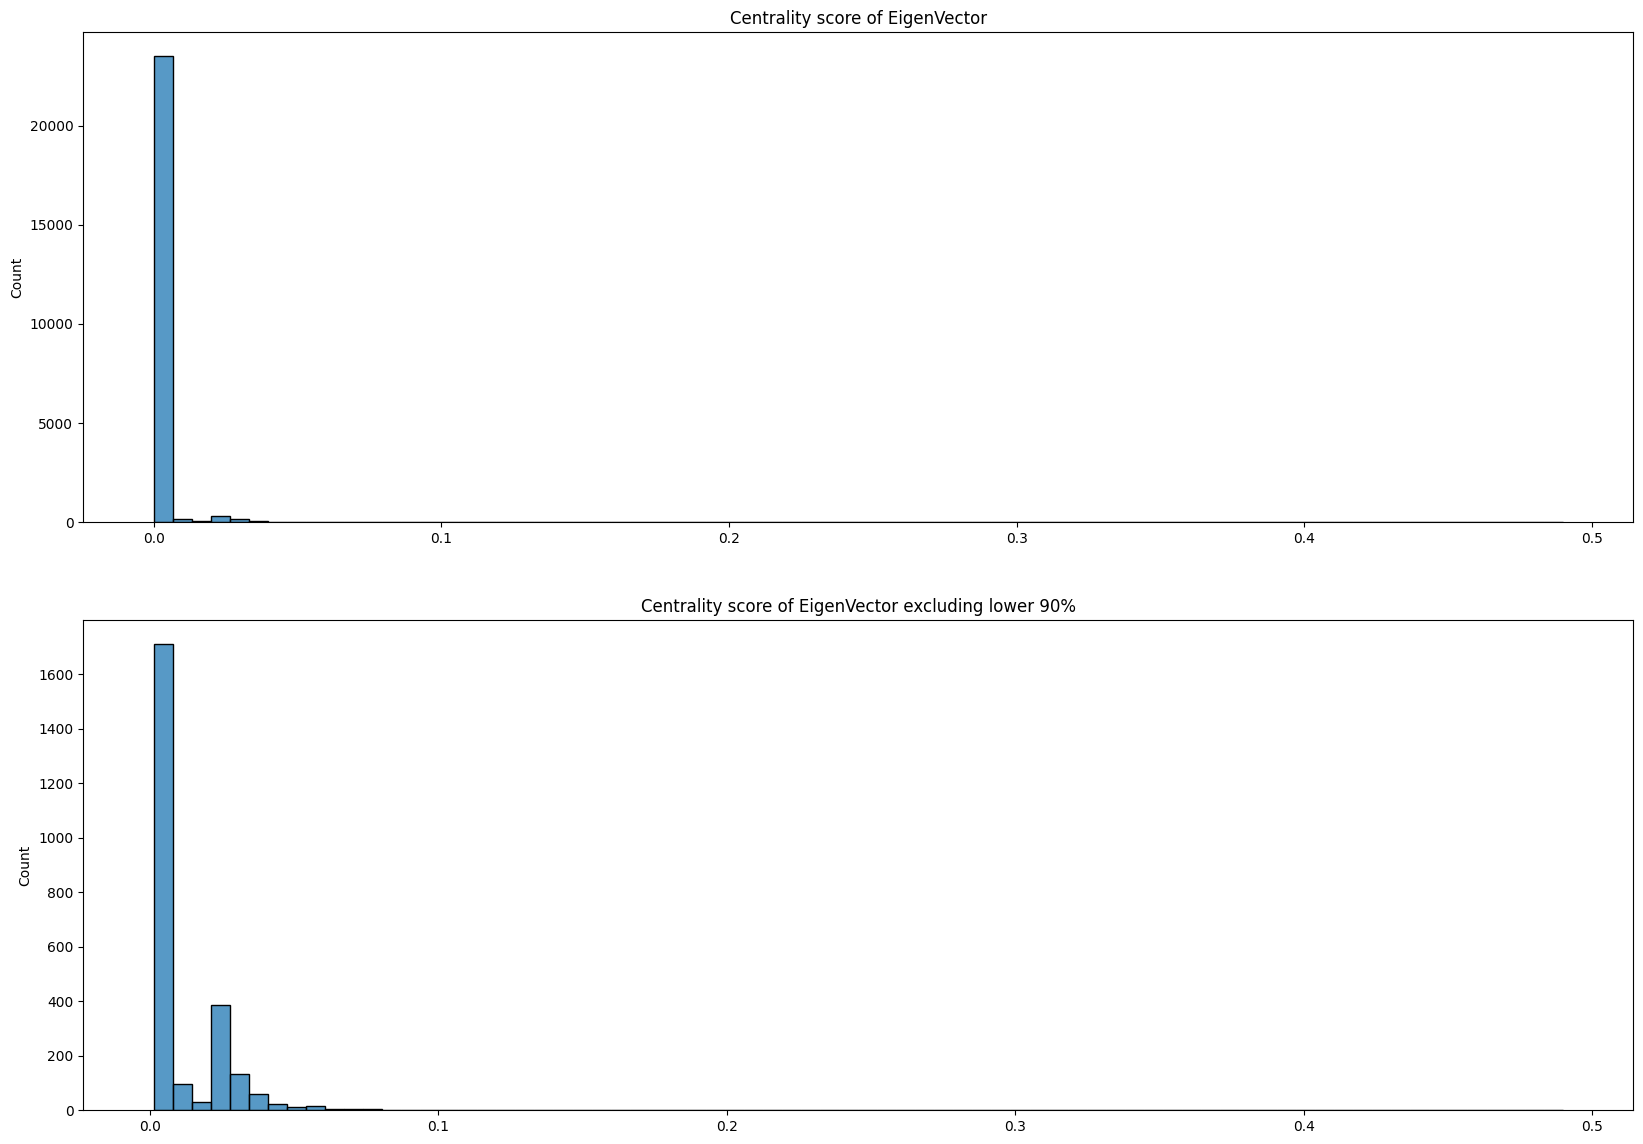 Centrality score of EigenVector
20000
15000
10000
5000
0
Count
0.0 0.1 0.2 0.3 0.4 0.5
Centrality score of EigenVector excluding lower 90%
1600
1400
1200
1000
800
600
400
200
0
Count
0.0 0.1 0.2 0.3 0.4 0.5